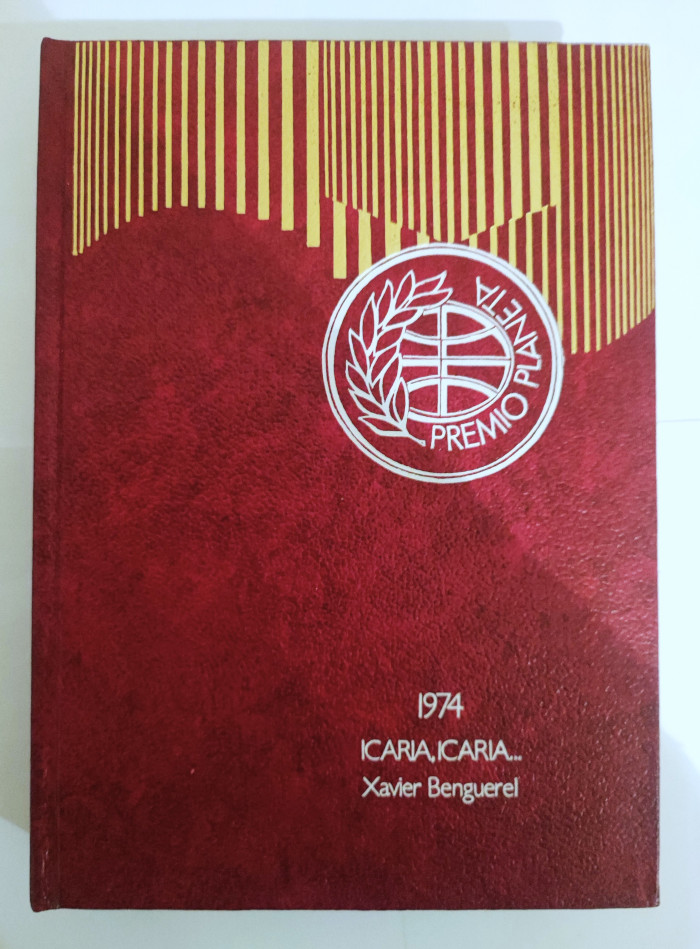 PREMIO PLANETA
1974
ICARIA, ICARIA...
Xavier Benguerel